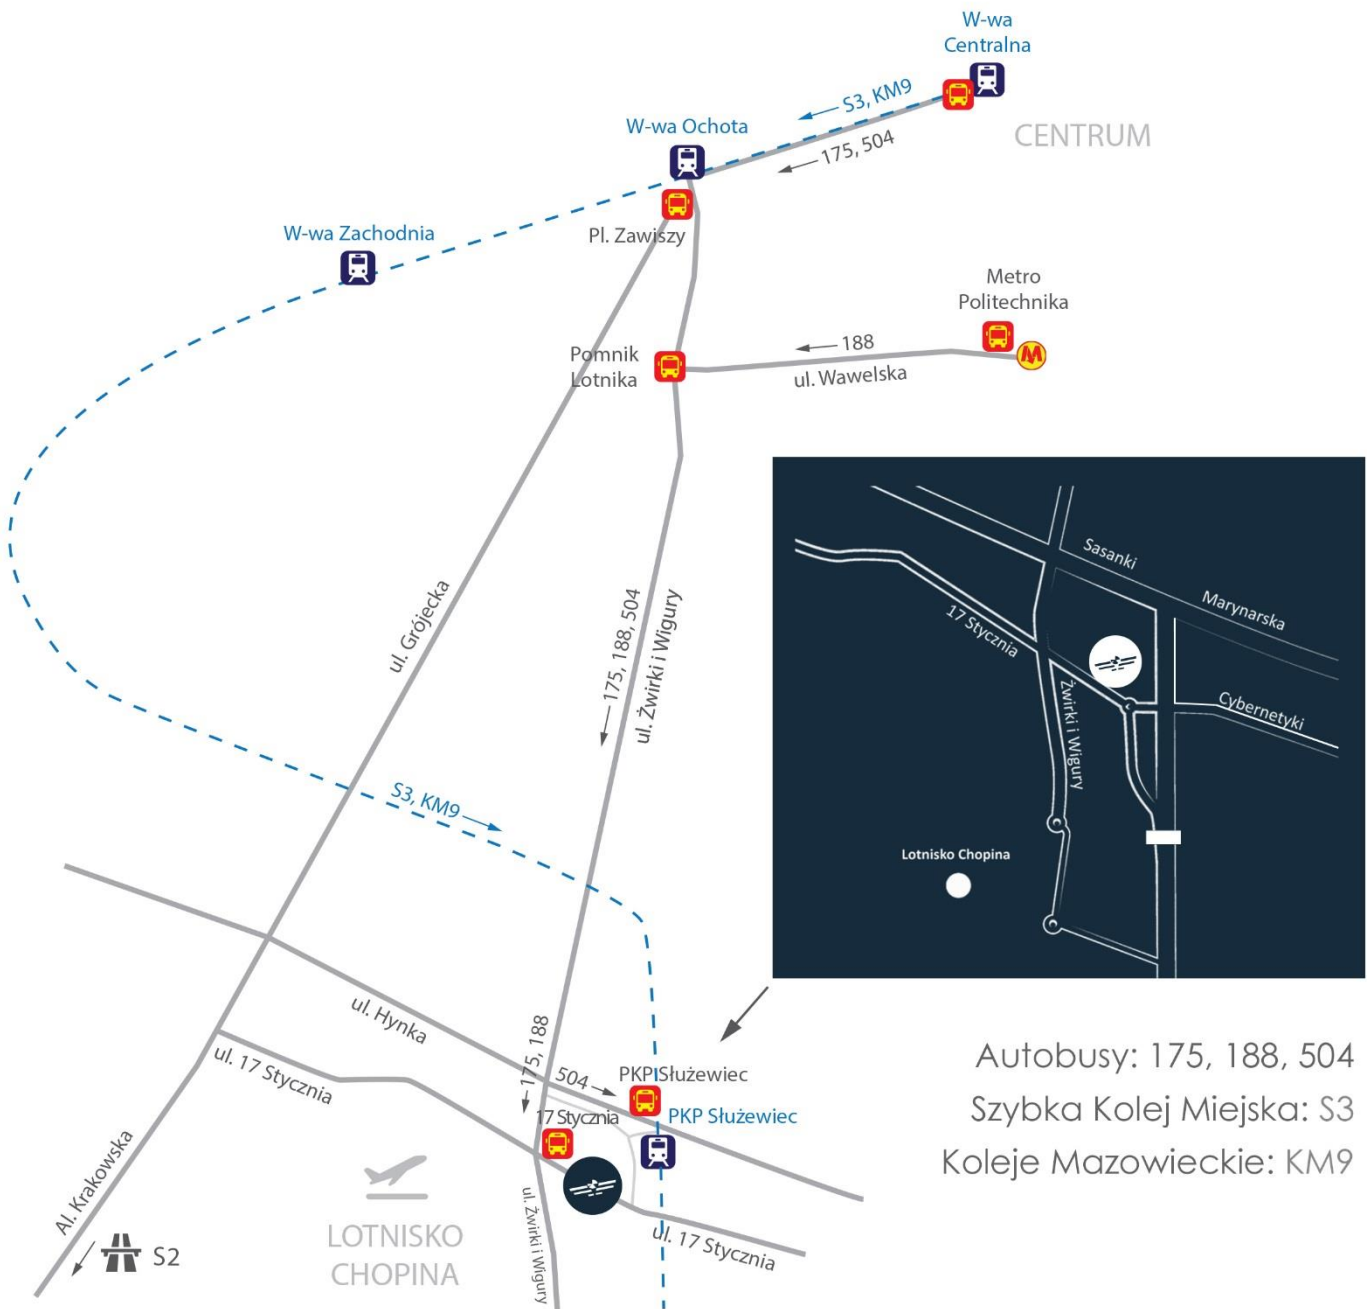 W-wa
Centralna
S3, KM9
CENTRUM
W-wa Ochota
175, 504
Pl. Zawiszy
W-wa Zachodnia
Metro
Politechnika
188
Pomnik
Lotnika
ul. Wawelska
Sasanki
Marynarska
17 Stycznia
Cybernetyki
Żwirki i Wigury
Lotnisko Chopina
ul. Grójecka
175, 188, 504
ul. Żwirki i Wigury
S3, KM9
ul. Hynka
175, 188
504
PKP Służewiec
17 Stycznia
PKP Służewiec
ul. 17 Stycznia
Al. Krakowska
S2
LOTNISKO
CHOPINA
ul. Żwirki i Wigury
ul. 17 Stycznia
Autobusy: 175, 188, 504
Szybka Kolej Miejska: S3
Koleje Mazowieckie: KM9